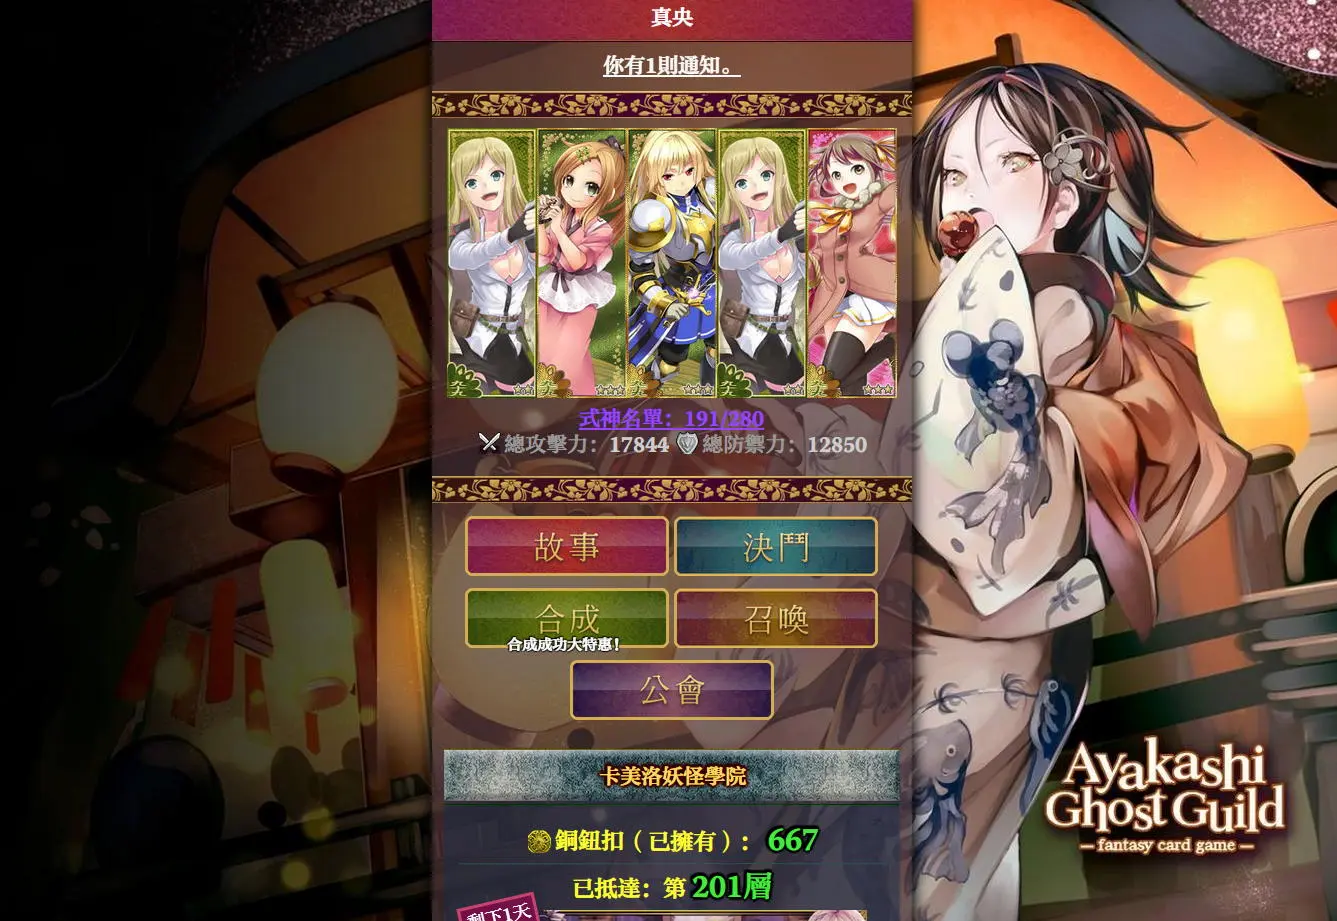 真央
你有1則通知。
式神名單：191/280
總攻擊力：17844 總防禦力：12850
故事
決鬥
合成
合成成功大特惠！
召喚
公會
卡美洛妖怪學院
銅鈕扣（已擁有）： 667
已抵達：第 201層
剩下1天
Ayakashi
Ghost Guild
– fantasy card game –